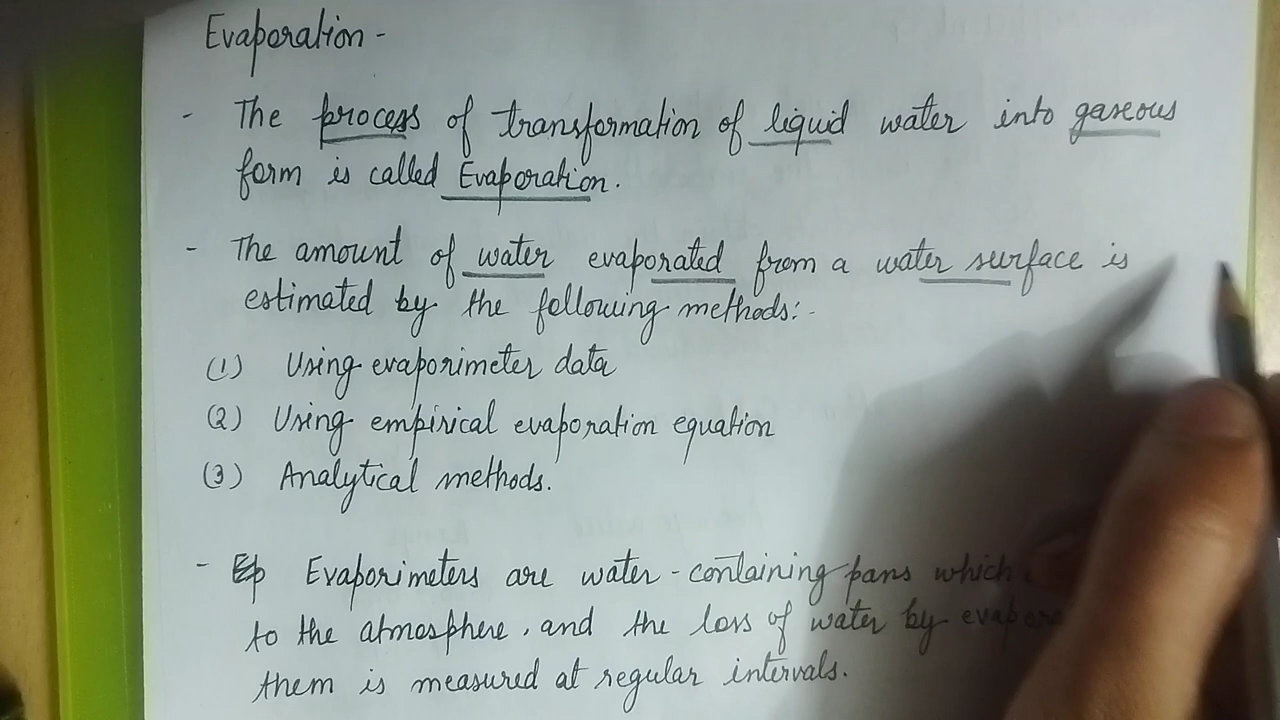 Evaporation -
- The process of transformation of liquid water into gaseous
form is called Evaporation.
- The amount of water evaporated from a water surface is
estimated by the following methods:-
(1) Using evaporimeter data
(2) Using empirical evaporation equation
(3) Analytical methods.
- Evaporimeters are water-containing pans which
to the atmosphere, and the loss of water by
them is measured at regular intervals.